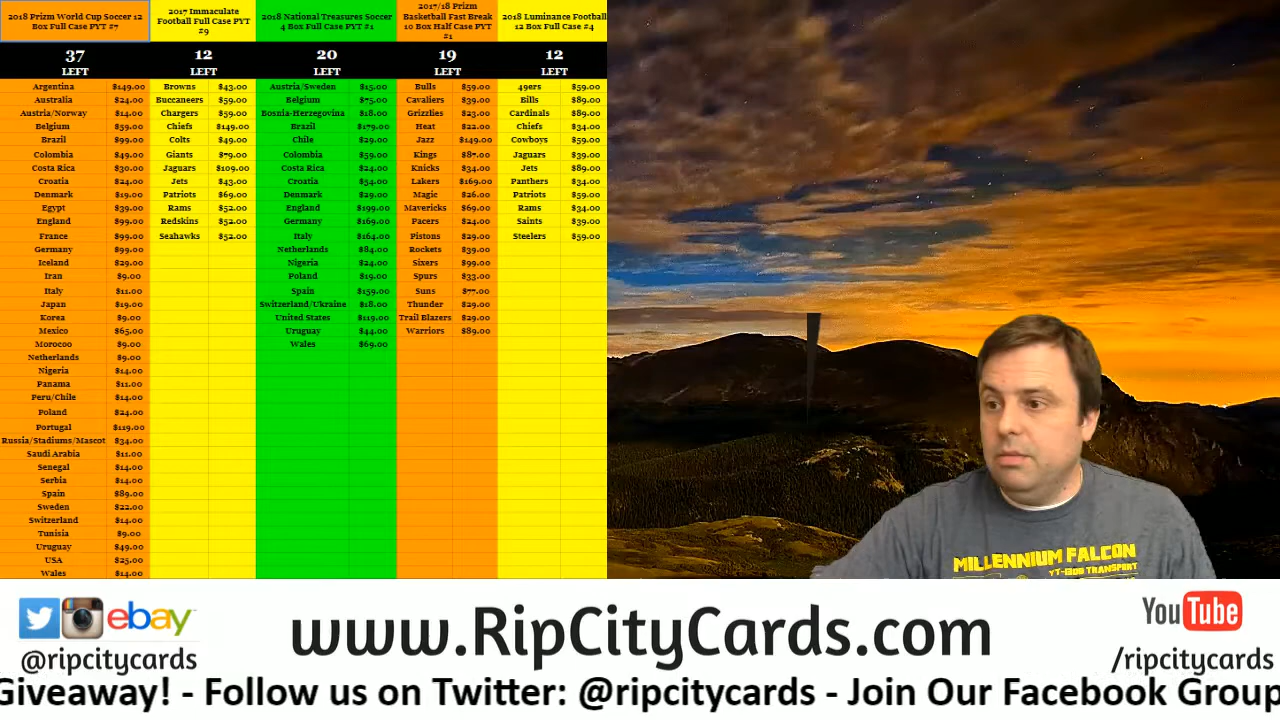 2018 Prizm World Cup Soccer 12
Box Full Case PYT #7
37
LEFT
Argentina $149.00
Australia $24.00
Austria/Norway $14.00
Belgium $59.00
Brazil $99.00
Colombia $49.00
Costa Rica $30.00
Croatia $24.00
Denmark $19.00
Egypt $39.00
England $99.00
France $99.00
Germany $99.00
Iceland $29.00
Iran $9.00
Italy $11.00
Japan $19.00
Korea $9.00
Mexico $65.00
Morocoo $9.00
Netherlands $9.00
Nigeria $14.00
Panama $11.00
Peru/Chile $14.00
Poland $24.00
Portugal $119.00
Russia/Stadiums/Mascot $34.00
Saudi Arabia $11.00
Senegal $14.00
Serbia $14.00
Spain $89.00
Sweden $22.00
Switzerland $14.00
Tunisia $9.00
Uruguay $49.00
USA $25.00
Wales $14.00
2017 Immaculate
Football Full Case PYT
#9
12
LEFT
Browns $43.00
Buccaneers $59.00
Chargers $59.00
Chiefs $149.00
Colts $49.00
Giants $79.00
Jaguars $109.00
Jets $43.00
Patriots $69.00
Rams $52.00
Redskins $52.00
Seahawks $52.00
2018 National Treasures Soccer
4 Box Full Case PYT #1
20
LEFT
Austria/Sweden $15.00
Belgium $75.00
Bosnia-Herzegovina $18.00
Brazil $179.00
Chile $29.00
Colombia $59.00
Costa Rica $24.00
Croatia $54.00
Denmark $29.00
England $199.00
Germany $169.00
Italy $164.00
Netherlands $84.00
Nigeria $24.00
Poland $19.00
Spain $159.00
Switzerland/Ukraine $18.00
United States $119.00
Uruguay $44.00
Wales $69.00
2017/18 Prizm
Basketball Fast Break
10 Box Half Case PYT
#1
19
LEFT
Bulls $59.00
Cavaliers $39.00
Grizzlies $23.00
Heat $22.00
Jazz $149.00
Kings $87.00
Knicks $34.00
Lakers $169.00
Magic $26.00
Mavericks $69.00
Pacers $24.00
Pistons $29.00
Rockets $39.00
Sixers $99.00
Spurs $33.00
Suns $77.00
Thunder $29.00
Trail Blazers $29.00
Warriors $89.00
2018 Luminance Football
12 Box Full Case #4
12
LEFT
49ers $59.00
Bills $89.00
Cardinals $89.00
Chiefs $34.00
Cowboys $59.00
Jaguars $39.00
Jets $89.00
Panthers $34.00
Patriots $59.00
Rams $34.00
Saints $39.00
Steelers $59.00
MILLENNIUM FALCON
YT-1300 TRANSPORT
ebay
@ripcitycards
www.RipCityCards.com
YouTube
/ripcitycards
Giveaway! - Follow us on Twitter: @ripcitycards - Join Our Facebook Group